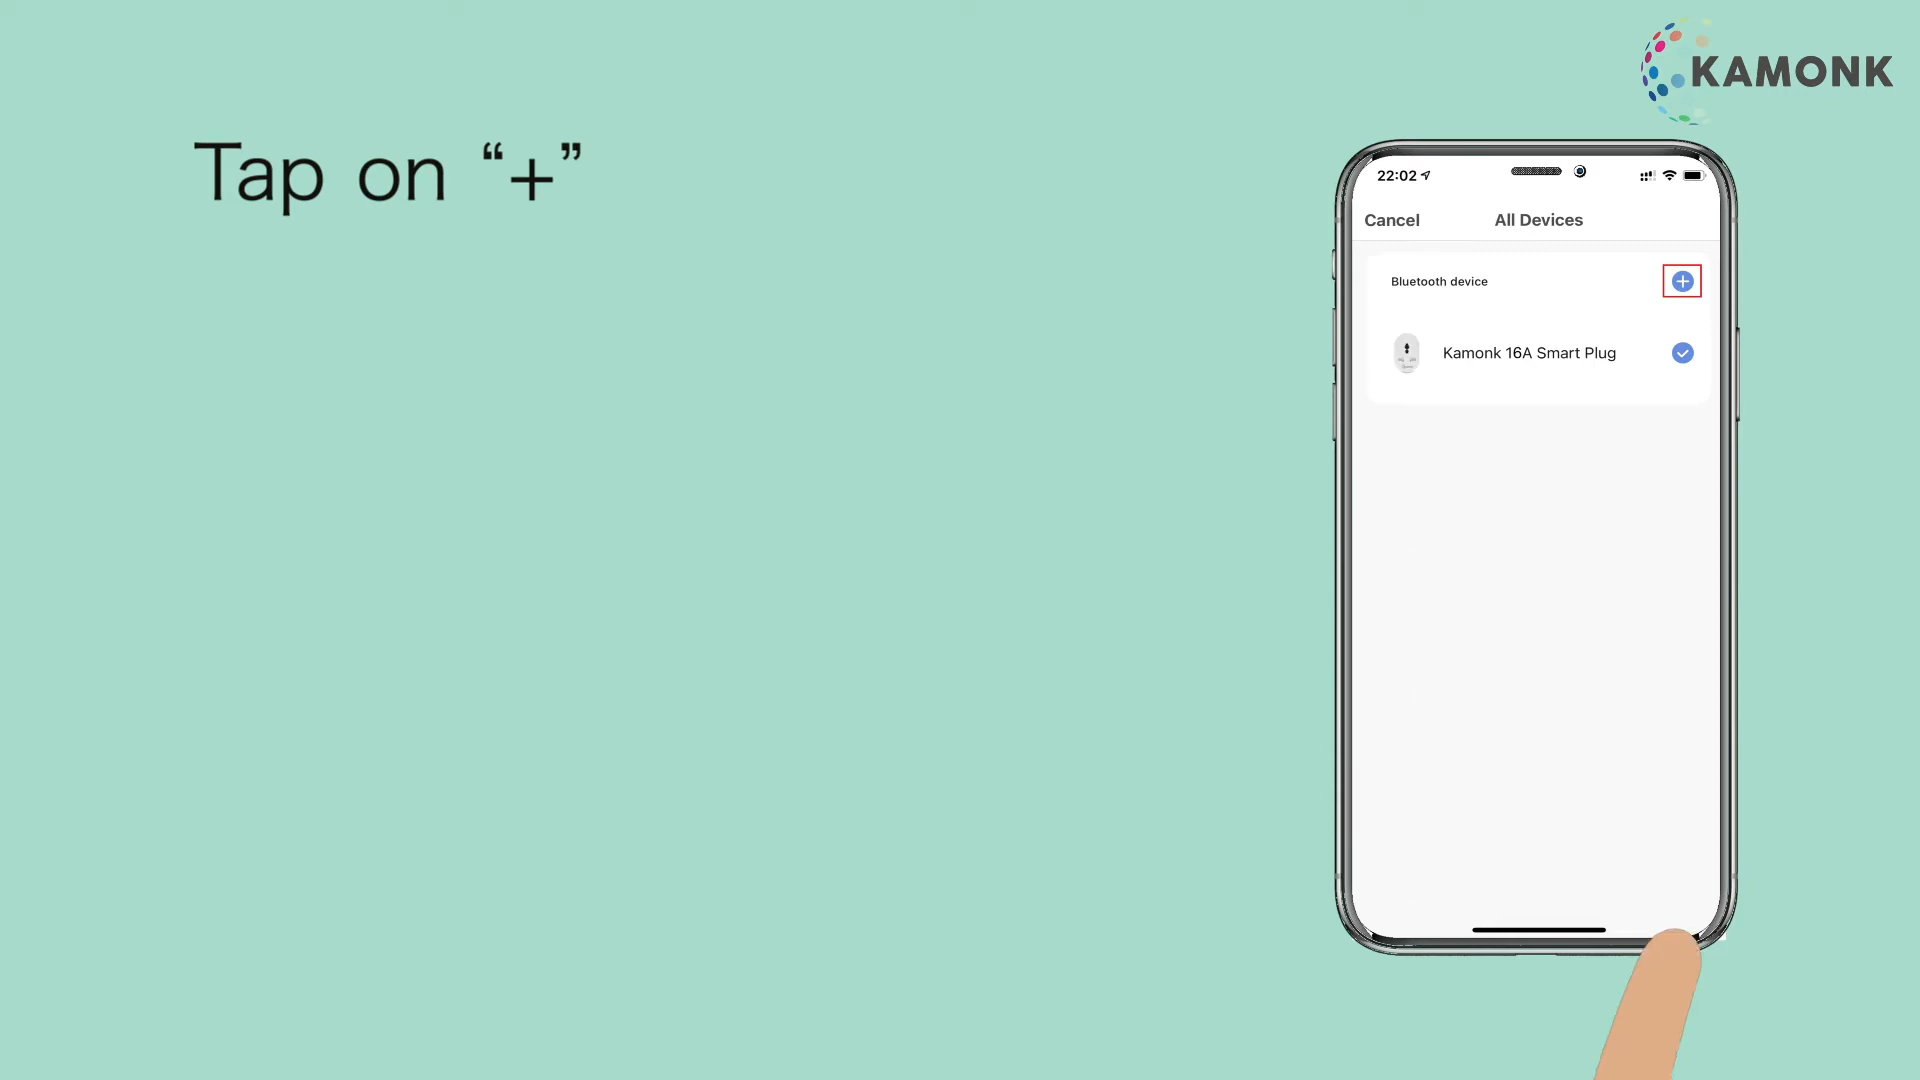 KAMONK
Tap on “+”
22:02
Cancel
All Devices
Bluetooth device
Kamonk 16A Smart Plug